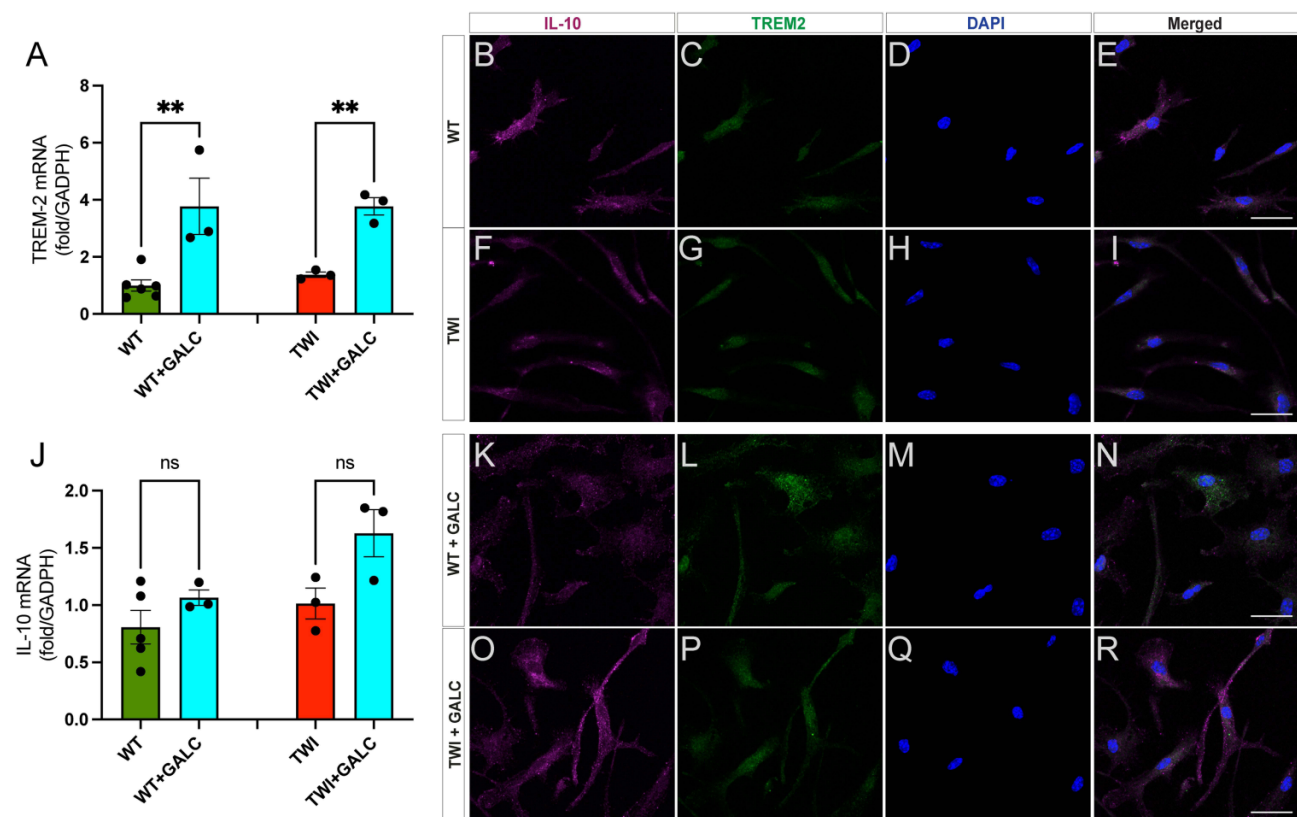 IL-10 TREM2 DAPI Merged
A
TREM-2 mRNA
(fold/GADPH)
8
6
4
2
0
** **
WT WT+GALC TWI TWI+GALC
WT
B C D E
TWI
F G H I
J
IL-10 mRNA
(fold/GADPH)
2.0
1.5
1.0
0.5
0.0
ns ns
WT WT+GALC TWI TWI+GALC
WT + GALC
K L M N
TWI + GALC
O P Q R